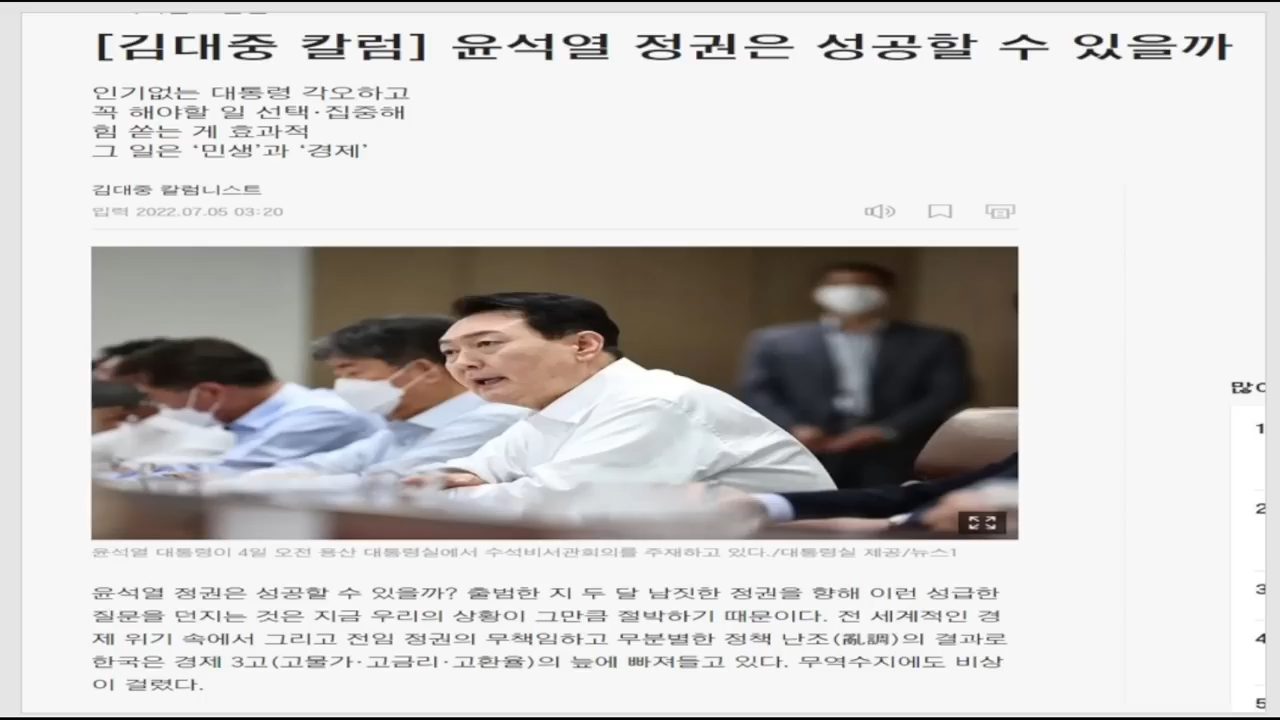 [김대중 칼럼] 윤석열 정권은 성공할 수 있을까
인기없는 대통령 각오하고
꼭 해야할 일 선택·집중해
힘 쏟는 게 효과적
그 일은 ‘민생’과 ‘경제’
김대중 칼럼니스트
입력 2022.07.05 03:20
윤석열 대통령이 4일 오전 용산 대통령실에서 수석비서관회의를 주재하고 있다./대통령실 제공/뉴스1
윤석열 정권은 성공할 수 있을까? 출범한 지 두 달 남짓한 정권을 향해 이런 성급한
질문을 던지는 것은 지금 우리의 상황이 그만큼 절박하기 때문이다. 전 세계적인 경
제 위기 속에서 그리고 전임 정권의 무책임하고 무분별한 정책 난조(亂調)의 결과로
한국은 경제 3고(고물가·고금리·고환율)의 늪에 빠져들고 있다. 무역수지에도 비상
이 걸렸다.
1
2
3
4
5